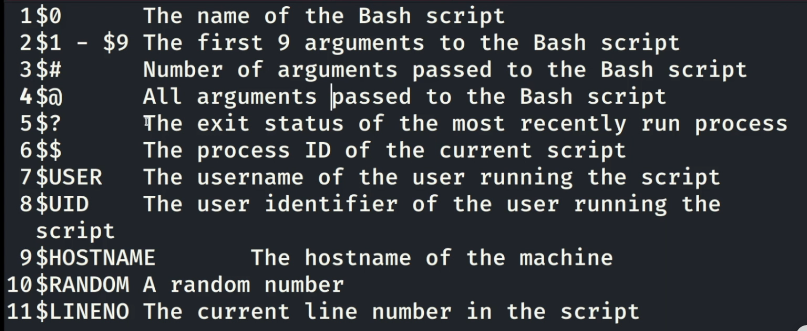 1$0      The name of the Bash script
2$1 - $9 The first 9 arguments to the Bash script
3$#      Number of arguments passed to the Bash script
4$@      All arguments passed to the Bash script
5$?      The exit status of the most recently run process
6$$      The process ID of the current script
7$USER   The username of the user running the script
8$UID    The user identifier of the user running the
script
9$HOSTNAME       The hostname of the machine
10$RANDOM A random number
11$LINENO The current line number in the script